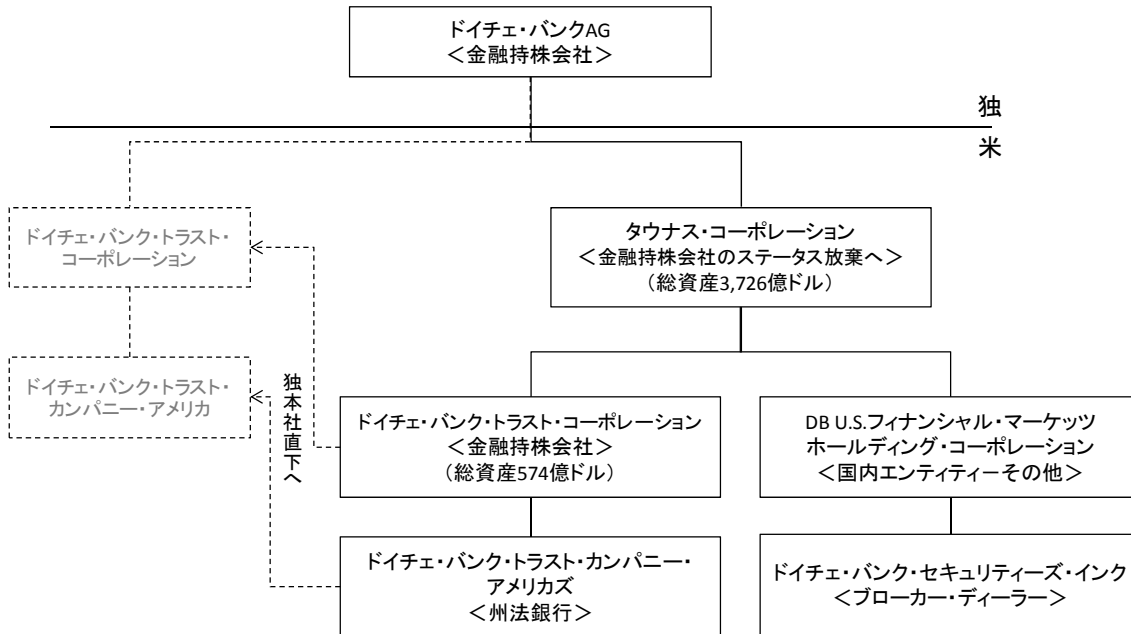 ドイチェ・バンクAG
＜金融持株会社＞
独
米
ドイチェ・バンク・トラスト・
コーポレーション
タウナス・コーポレーション
＜金融持株会社のステータス放棄へ＞
（総資産3,726億ドル）
ドイチェ・バンク・トラスト・
カンパニー・アメリカ
独本社直下へ
ドイチェ・バンク・トラスト・コーポレーション
＜金融持株会社＞
（総資産574億ドル）
DB U.S.フィナンシャル・マーケッツ
ホールディング・コーポレーション
＜国内エンティティーその他＞
ドイチェ・バンク・トラスト・カンパニー・
アメリカズ
＜州法銀行＞
ドイチェ・バンク・セキュリティーズ・インク
＜ブローカー・ディーラー＞